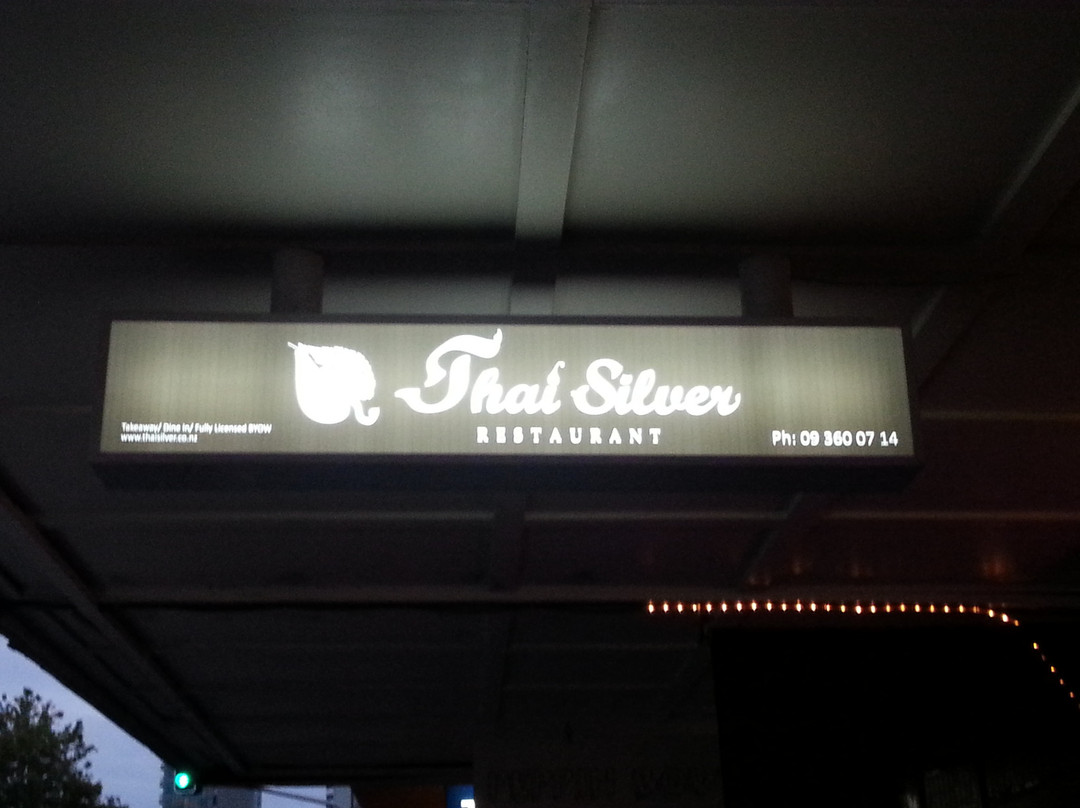 Thai Silver
RESTAURANT
Takeaway/ Dine in/ Fully Licensed BYOW
www.thaisilver.co.nz
Ph: 09 360 07 14